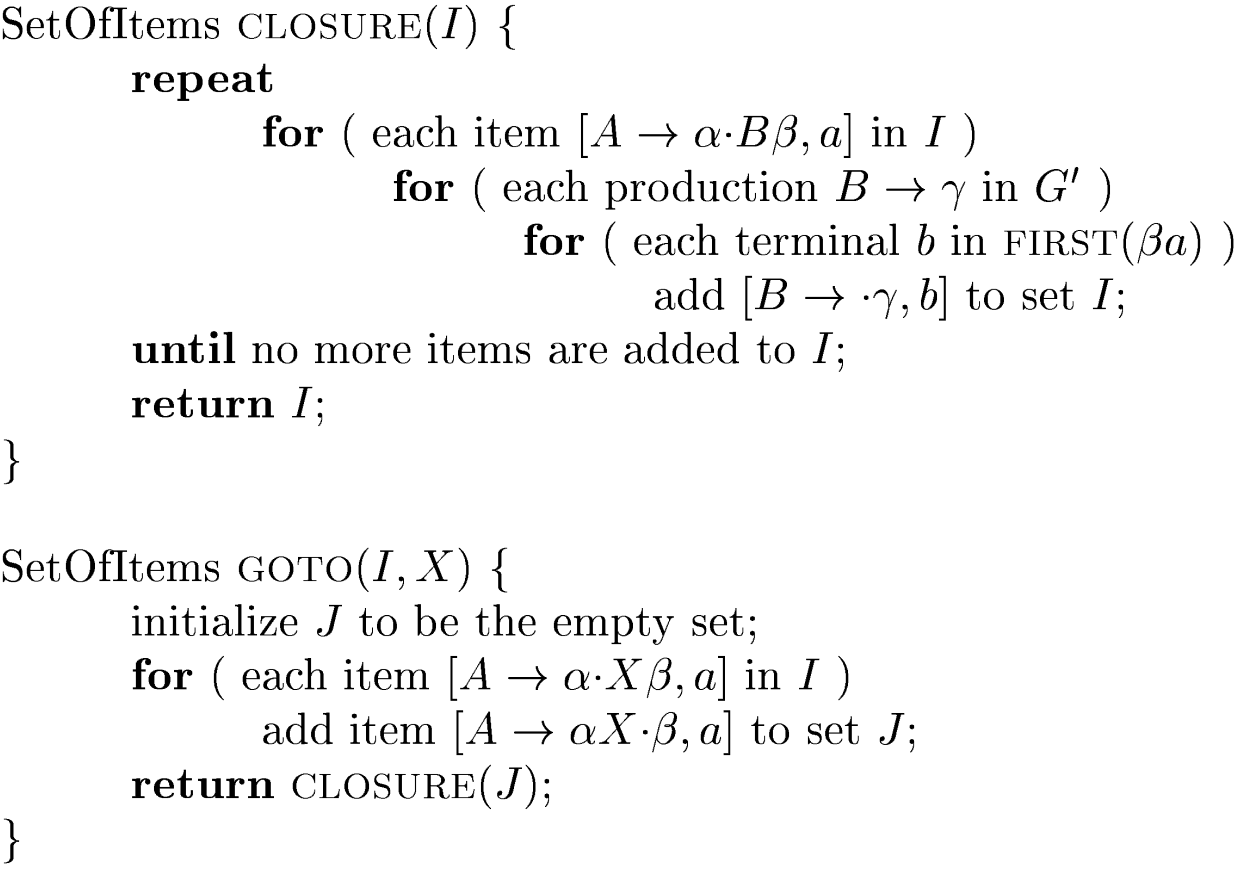 SetOfItems CLOSURE(I) {
repeat
for ( each item [A → α·Bβ, a] in I )
for ( each production B → γ in G′ )
for ( each terminal b in FIRST(βa) )
add [B → ·γ, b] to set I;
until no more items are added to I;
return I;
}
SetOfItems GOTO(I, X) {
initialize J to be the empty set;
for ( each item [A → α·Xβ, a] in I )
add item [A → αX·β, a] to set J;
return CLOSURE(J);
}